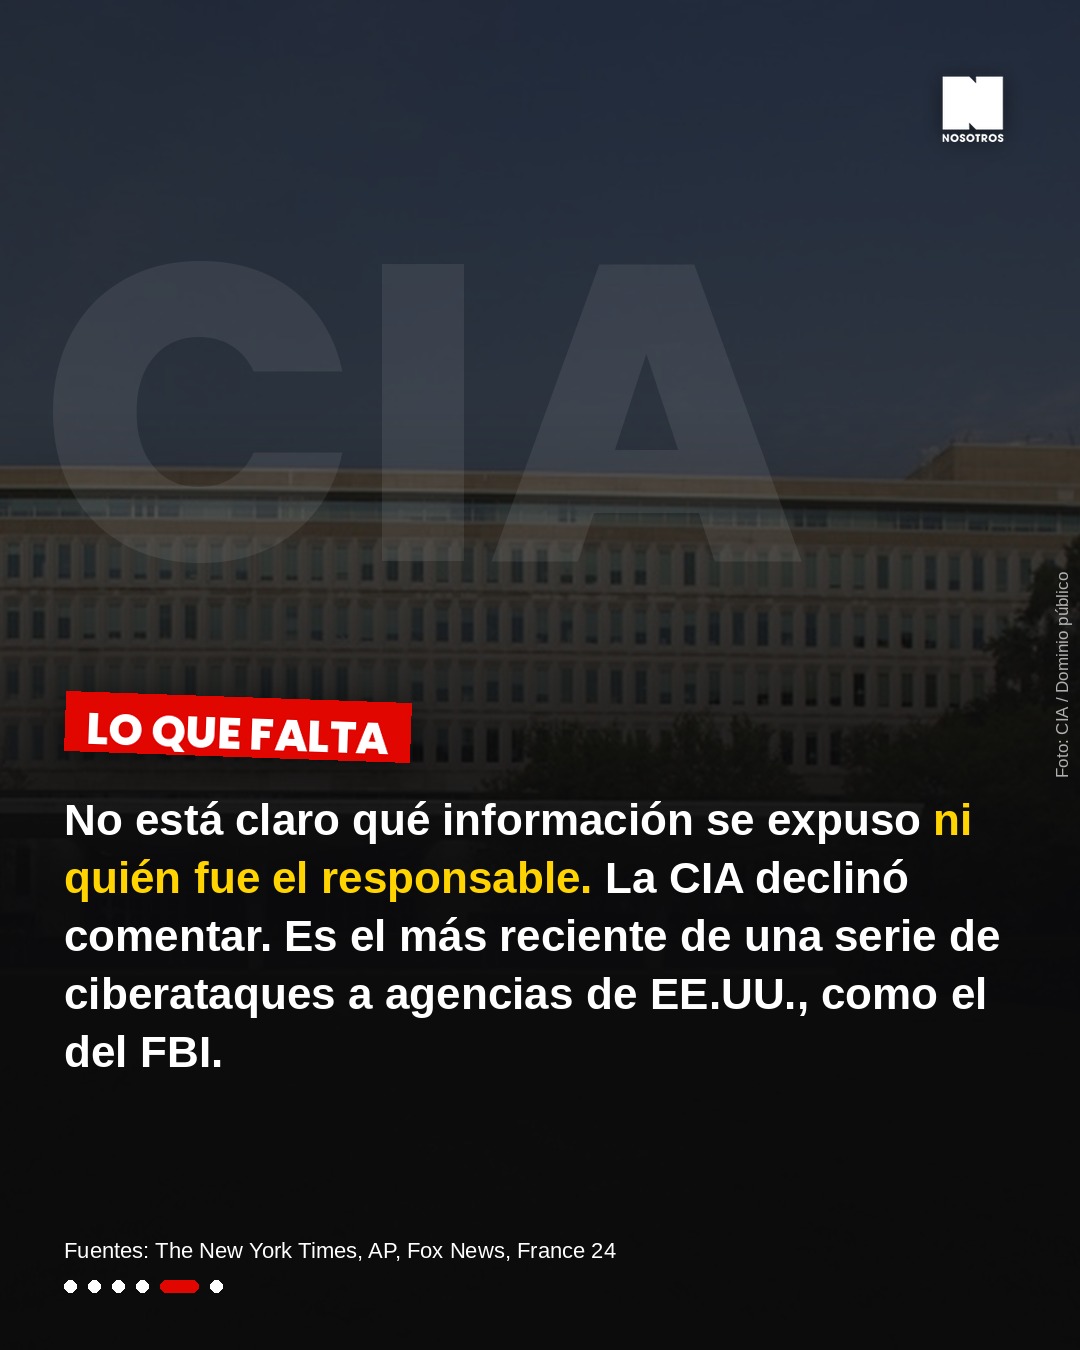 NOSOTROS
CIA
Foto: CIA / Dominio público
LO QUE FALTA
No está claro qué información se expuso ni
quién fue el responsable. La CIA declinó
comentar. Es el más reciente de una serie de
ciberataques a agencias de EE.UU., como el
del FBI.
Fuentes: The New York Times, AP, Fox News, France 24